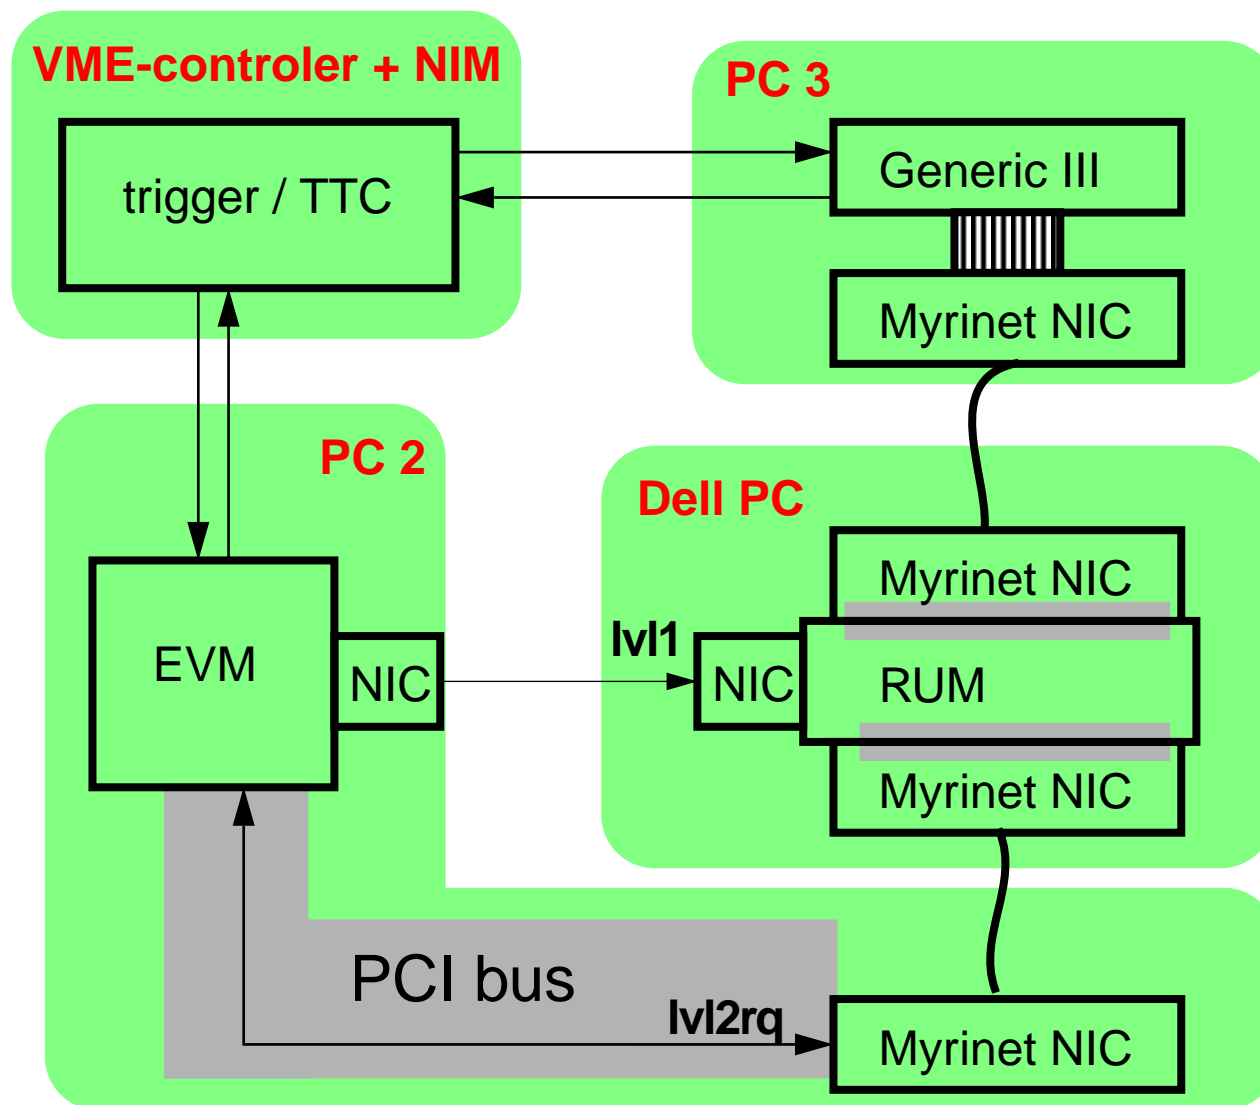 VME-controler + NIM
trigger / TTC
PC 3
Generic III
Myrinet NIC
PC 2
EVM
NIC
lvl1
Dell PC
Myrinet NIC
NIC
RUM
Myrinet NIC
PCI bus
lvl2rq
Myrinet NIC